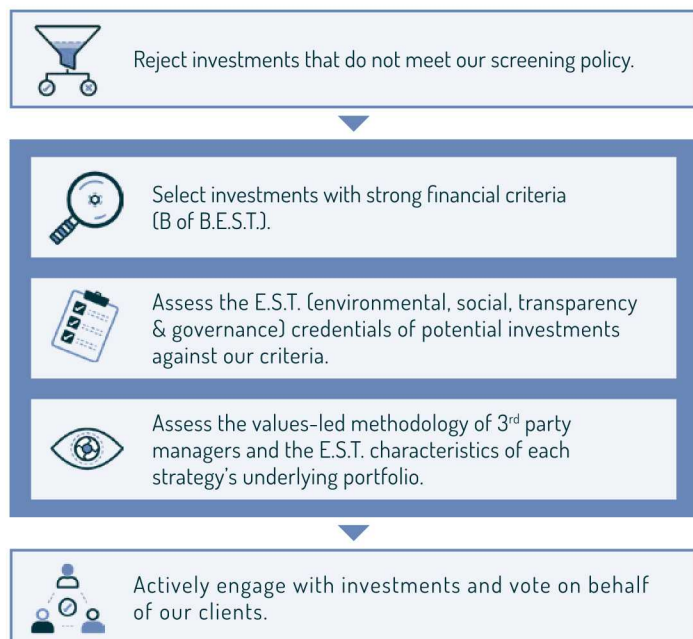 Reject investments that do not meet our screening policy.
Select investments with strong financial criteria
(B of B.E.S.T.).
Assess the E.S.T. (environmental, social, transparency
& governance) credentials of potential investments
against our criteria.
Assess the values-led methodology of 3rd party
managers and the E.S.T. characteristics of each
strategy's underlying portfolio.
Actively engage with investments and vote on behalf
of our clients.